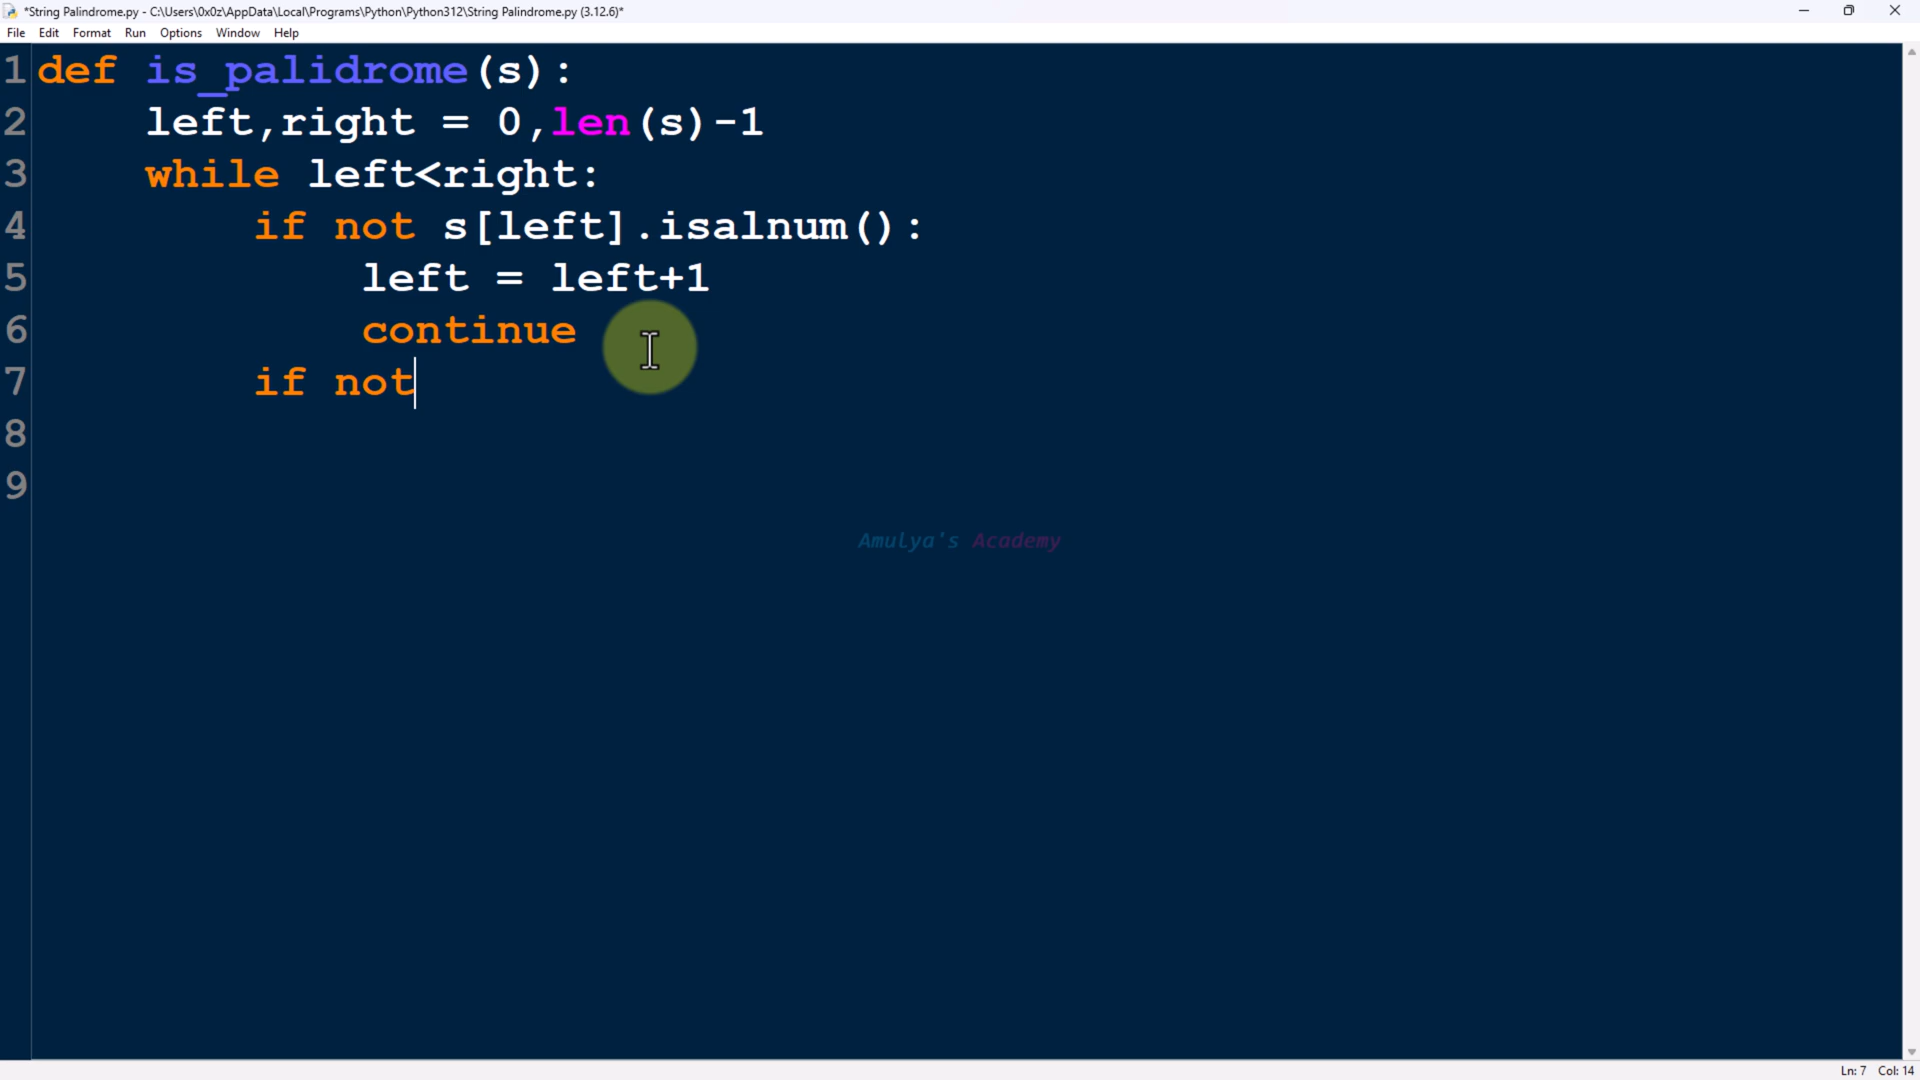 *String Palindrome.py - C:\Users\0x0z\AppData\Local\Programs\Python\Python312\String Palindrome.py (3.12.6)*
File Edit Format Run Options Window Help
1 def is_palidrome(s):
2 left,right = 0,len(s)-1
3 while left<right:
4 if not s[left].isalnum():
5 left = left+1
6 continue
7 if not
8
9
Amulya's Academy
Ln: 7 Col: 14